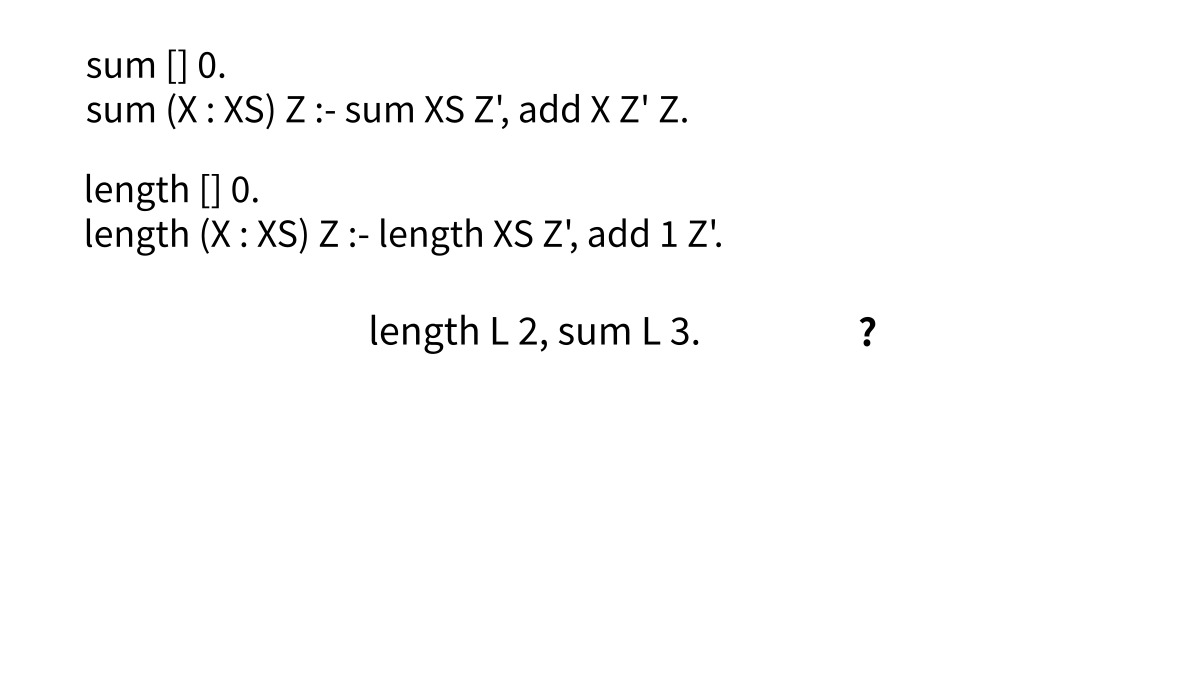 sum [] 0.
sum (X : XS) Z :- sum XS Z', add X Z' Z.
length [] 0.
length (X : XS) Z :- length XS Z', add 1 Z'.
length L 2, sum L 3. ?